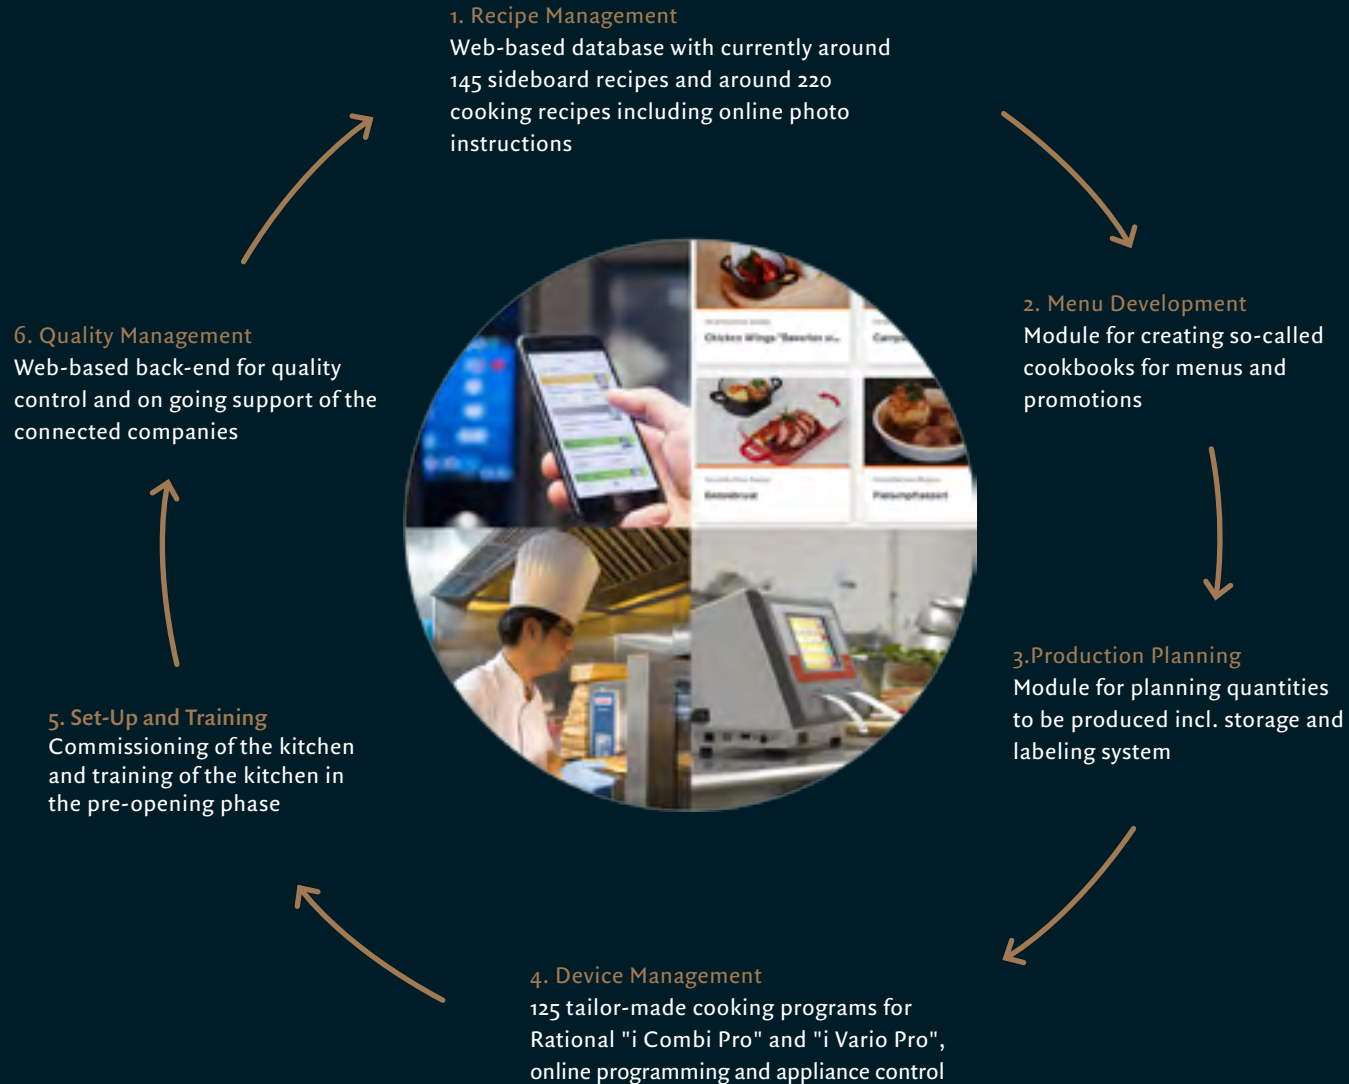 1. Recipe Management
Web-based database with currently around
145 sideboard recipes and around 220
cooking recipes including online photo
instructions
2. Menu Development
Module for creating so-called
cookbooks for menus and
promotions
3.Production Planning
Module for planning quantities
to be produced incl. storage and
labeling system
4. Device Management
125 tailor-made cooking programs for
Rational "i Combi Pro" and "i Vario Pro",
online programming and appliance control
5. Set-Up and Training
Commissioning of the kitchen
and training of the kitchen in
the pre-opening phase
6. Quality Management
Web-based back-end for quality
control and on going support of the
connected companies
Chicken Wings "Bavarian